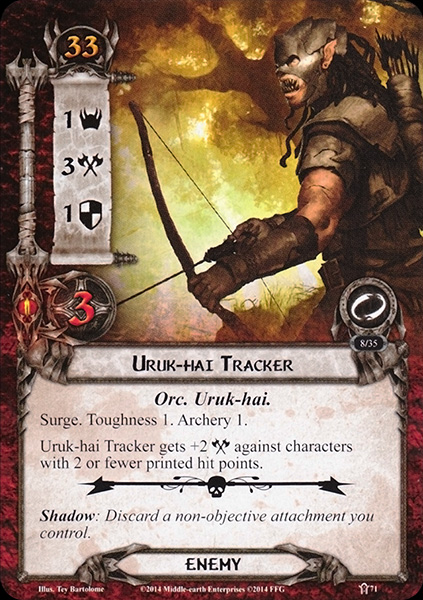 33
1
3
1
3
8/35
Uruk-hai Tracker
Orc. Uruk-hai.
Surge. Toughness 1. Archery 1.
Uruk-hai Tracker gets +2 against characters
with 2 or fewer printed hit points.
Shadow: Discard a non-objective attachment you
control.
ENEMY
Illus. Tey Bartolome ©2014 Middle-earth Enterprises ©2014 FFG 71